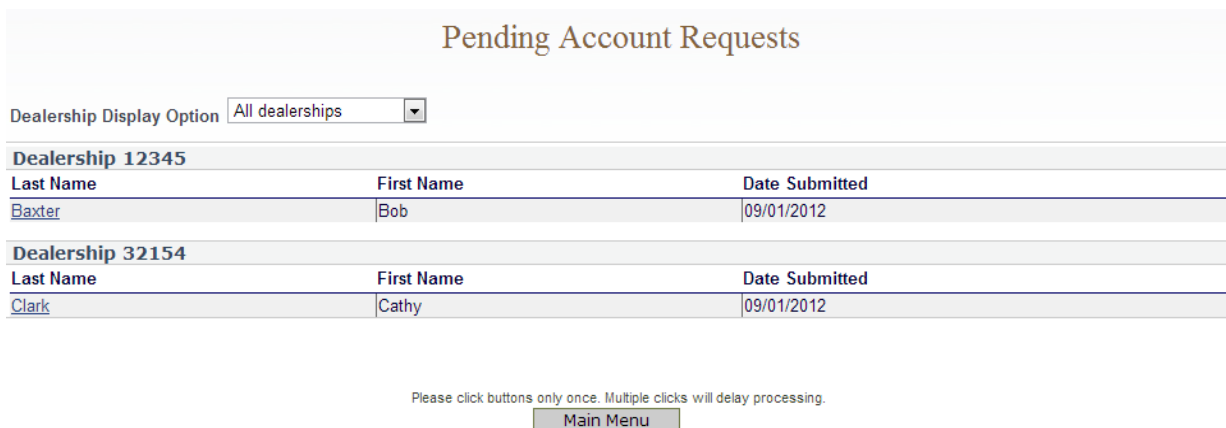 Pending Account Requests
Dealership Display Option All dealerships
Dealership 12345
Last Name First Name Date Submitted
Baxter Bob 09/01/2012
Dealership 32154
Last Name First Name Date Submitted
Clark Cathy 09/01/2012
Please click buttons only once. Multiple clicks will delay processing.
Main Menu